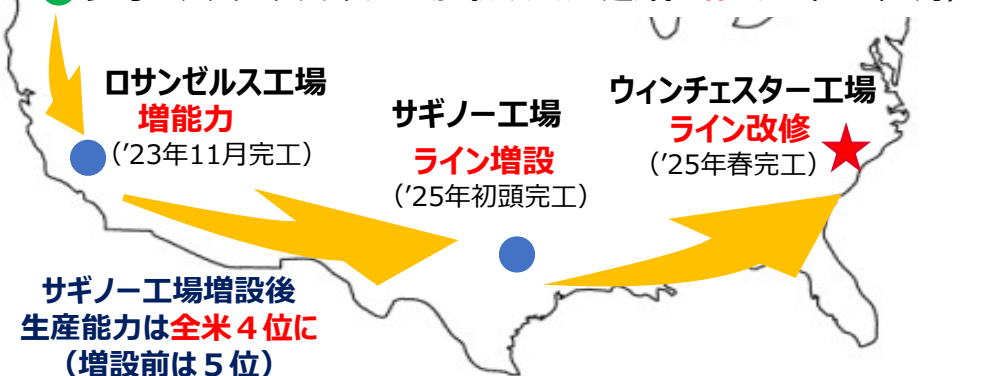 ロサンゼルス工場
増能力
（’23年11月完工）
サギノー工場
ライン増設
（’25年初頭完工）
ウィンチェスター工場
ライン改修
（’25年春完工）
サギノー工場増設後
生産能力は全米４位に
（増設前は５位）